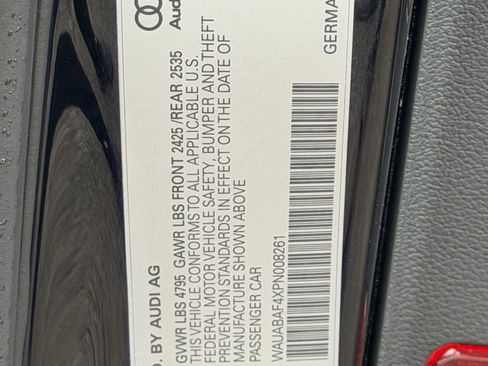 Aud
GERMA
D. BY AUDI AG
GVWR LBS 4795 GAWR LBS FRONT 2425 /REAR 2535
THIS VEHICLE CONFORMS TO ALL APPLICABLE U.S.
FEDERAL MOTOR VEHICLE SAFETY, BUMPER AND THEFT
PREVENTION STANDARDS IN EFFECT ON THE DATE OF
MANUFACTURE SHOWN ABOVE
PASSENGER CAR
WAUABAF4XPN008261